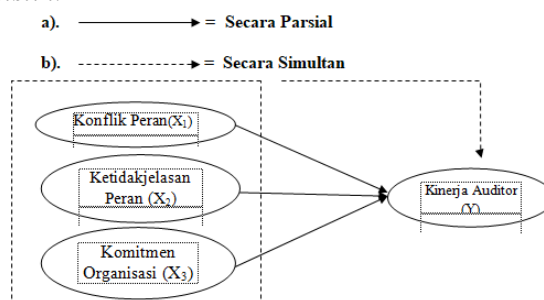 a). = Secara Parsial
b). = Secara Simultan
Konflik Peran(X₁)
Ketidakjelasan
Peran (X₂)
Komitmen
Organisasi (X₃)
Kinerja Auditor
(Y)